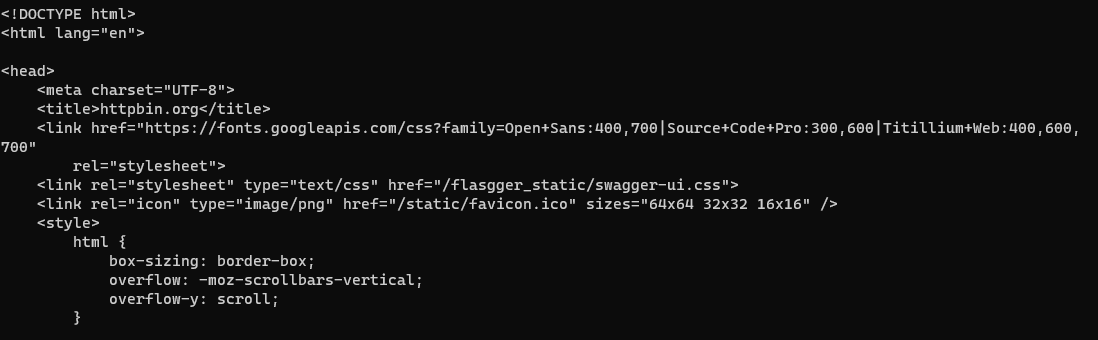 <!DOCTYPE html>
<html lang="en">

<head>
    <meta charset="UTF-8">
    <title>httpbin.org</title>
    <link href="https://fonts.googleapis.com/css?family=Open+Sans:400,700|Source+Code+Pro:300,600|Titillium+Web:400,600,
700"
        rel="stylesheet">
    <link rel="stylesheet" type="text/css" href="/flasgger_static/swagger-ui.css">
    <link rel="icon" type="image/png" href="/static/favicon.ico" sizes="64x64 32x32 16x16" />
    <style>
        html {
            box-sizing: border-box;
            overflow: -moz-scrollbars-vertical;
            overflow-y: scroll;
        }